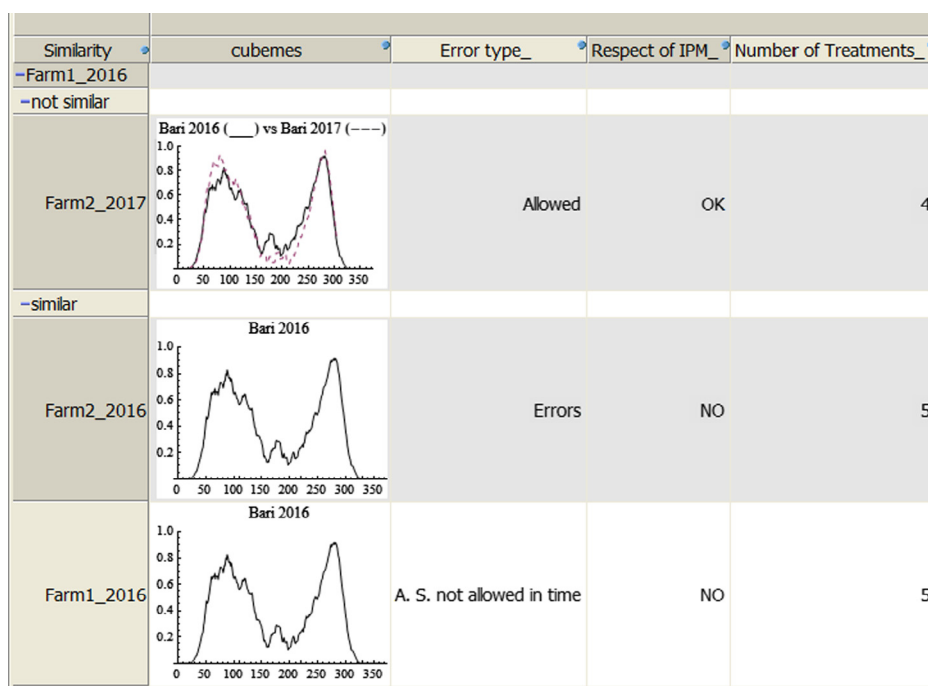 Similarity cubemes Error type_ Respect of IPM_ Number of Treatments_
Farm1_2016
not similar
Bari 2016 (___) vs Bari 2017 (---)
1.0
0.8
0.6
0.4
0.2
0 50 100 150 200 250 300 350
Farm2_2017 Allowed OK 4
similar
Bari 2016
1.0
0.8
0.6
0.4
0.2
0 50 100 150 200 250 300 350
Farm2_2016 Errors NO 5
Bari 2016
1.0
0.8
0.6
0.4
0.2
0 50 100 150 200 250 300 350
Farm1_2016 A. S. not allowed in time NO 5